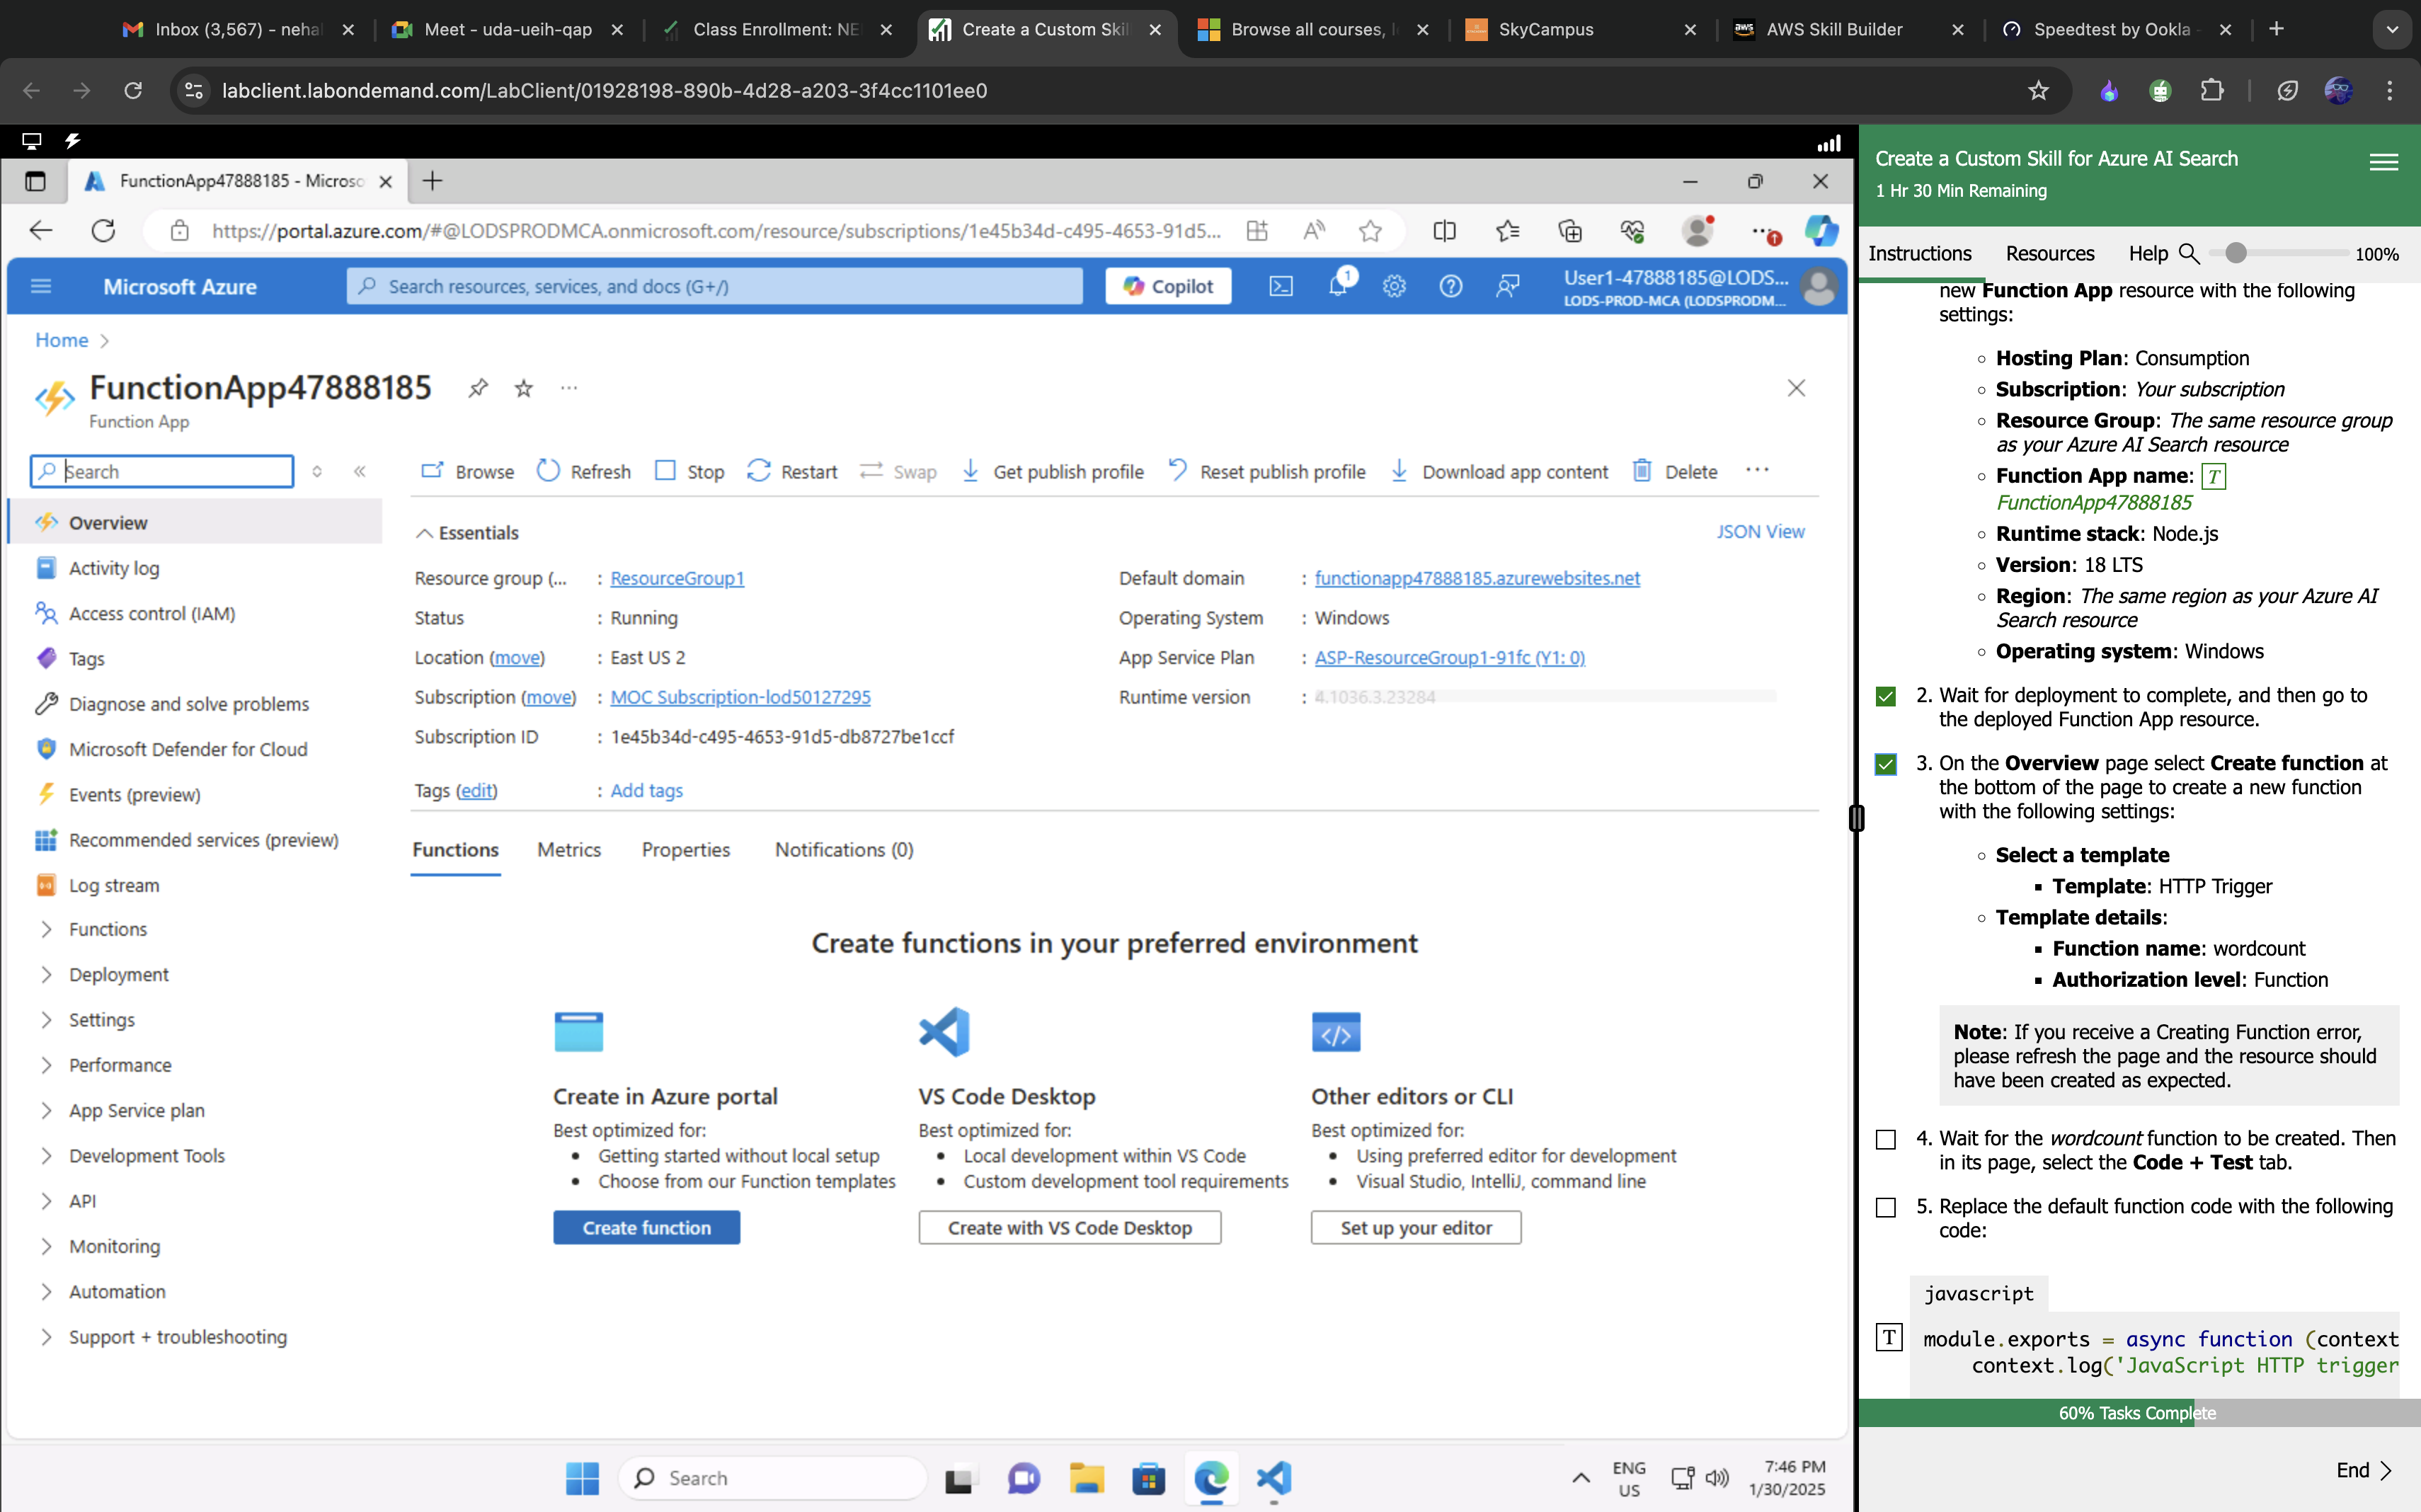 Inbox (3,567) - neha
Meet - uda-ueih-qap
Class Enrollment: NE
Create a Custom Skil
Browse all courses, l
SkyCampus
AWS Skill Builder
Speedtest by Ookla
labclient.labondemand.com/LabClient/01928198-890b-4d28-a203-3f4cc1101ee0
FunctionApp47888185 - Microso
https://portal.azure.com/#@LODSPRODMCA.onmicrosoft.com/resource/subscriptions/1e45b34d-c495-4653-91d5...
Microsoft Azure
Search resources, services, and docs (G+/)
Copilot
1
User1-47888185@LODS...
LODS-PROD-MCA (LODSPRODM...
Home
FunctionApp47888185
Function App
Search
Browse
Refresh
Stop
Restart
Swap
Get publish profile
Reset publish profile
Download app content
Delete
Overview
Activity log
Access control (IAM)
Tags
Diagnose and solve problems
Microsoft Defender for Cloud
Events (preview)
Recommended services (preview)
Log stream
Functions
Deployment
Settings
Performance
App Service plan
Development Tools
API
Monitoring
Automation
Support + troubleshooting
Essentials
JSON View
Resource group (... : ResourceGroup1
Status : Running
Location (move) : East US 2
Subscription (move) : MOC Subscription-lod50127295
Subscription ID : 1e45b34d-c495-4653-91d5-db8727be1ccf
Tags (edit) : Add tags
Default domain : functionapp47888185.azurewebsites.net
Operating System : Windows
App Service Plan : ASP-ResourceGroup1-91fc (Y1: 0)
Runtime version : 4.1036.3.23284
Functions
Metrics
Properties
Notifications (0)
Create functions in your preferred environment
Create in Azure portal
Best optimized for:
• Getting started without local setup
• Choose from our Function templates
Create function
VS Code Desktop
Best optimized for:
• Local development within VS Code
• Custom development tool requirements
Create with VS Code Desktop
Other editors or CLI
Best optimized for:
• Using preferred editor for development
• Visual Studio, IntelliJ, command line
Set up your editor
Search
ENG
US
7:46 PM
1/30/2025
Create a Custom Skill for Azure AI Search
1 Hr 30 Min Remaining
Instructions
Resources
Help
100%
new Function App resource with the following
settings:
Hosting Plan: Consumption
Subscription: Your subscription
Resource Group: The same resource group
as your Azure AI Search resource
Function App name: T
FunctionApp47888185
Runtime stack: Node.js
Version: 18 LTS
Region: The same region as your Azure AI
Search resource
Operating system: Windows
2. Wait for deployment to complete, and then go to
the deployed Function App resource.
3. On the Overview page select Create function at
the bottom of the page to create a new function
with the following settings:
Select a template
Template: HTTP Trigger
Template details:
Function name: wordcount
Authorization level: Function
Note: If you receive a Creating Function error,
please refresh the page and the resource should
have been created as expected.
4. Wait for the wordcount function to be created. Then
in its page, select the Code + Test tab.
5. Replace the default function code with the following
code:
javascript
T
module.exports = async function (context
context.log('JavaScript HTTP trigger
60% Tasks Complete
End